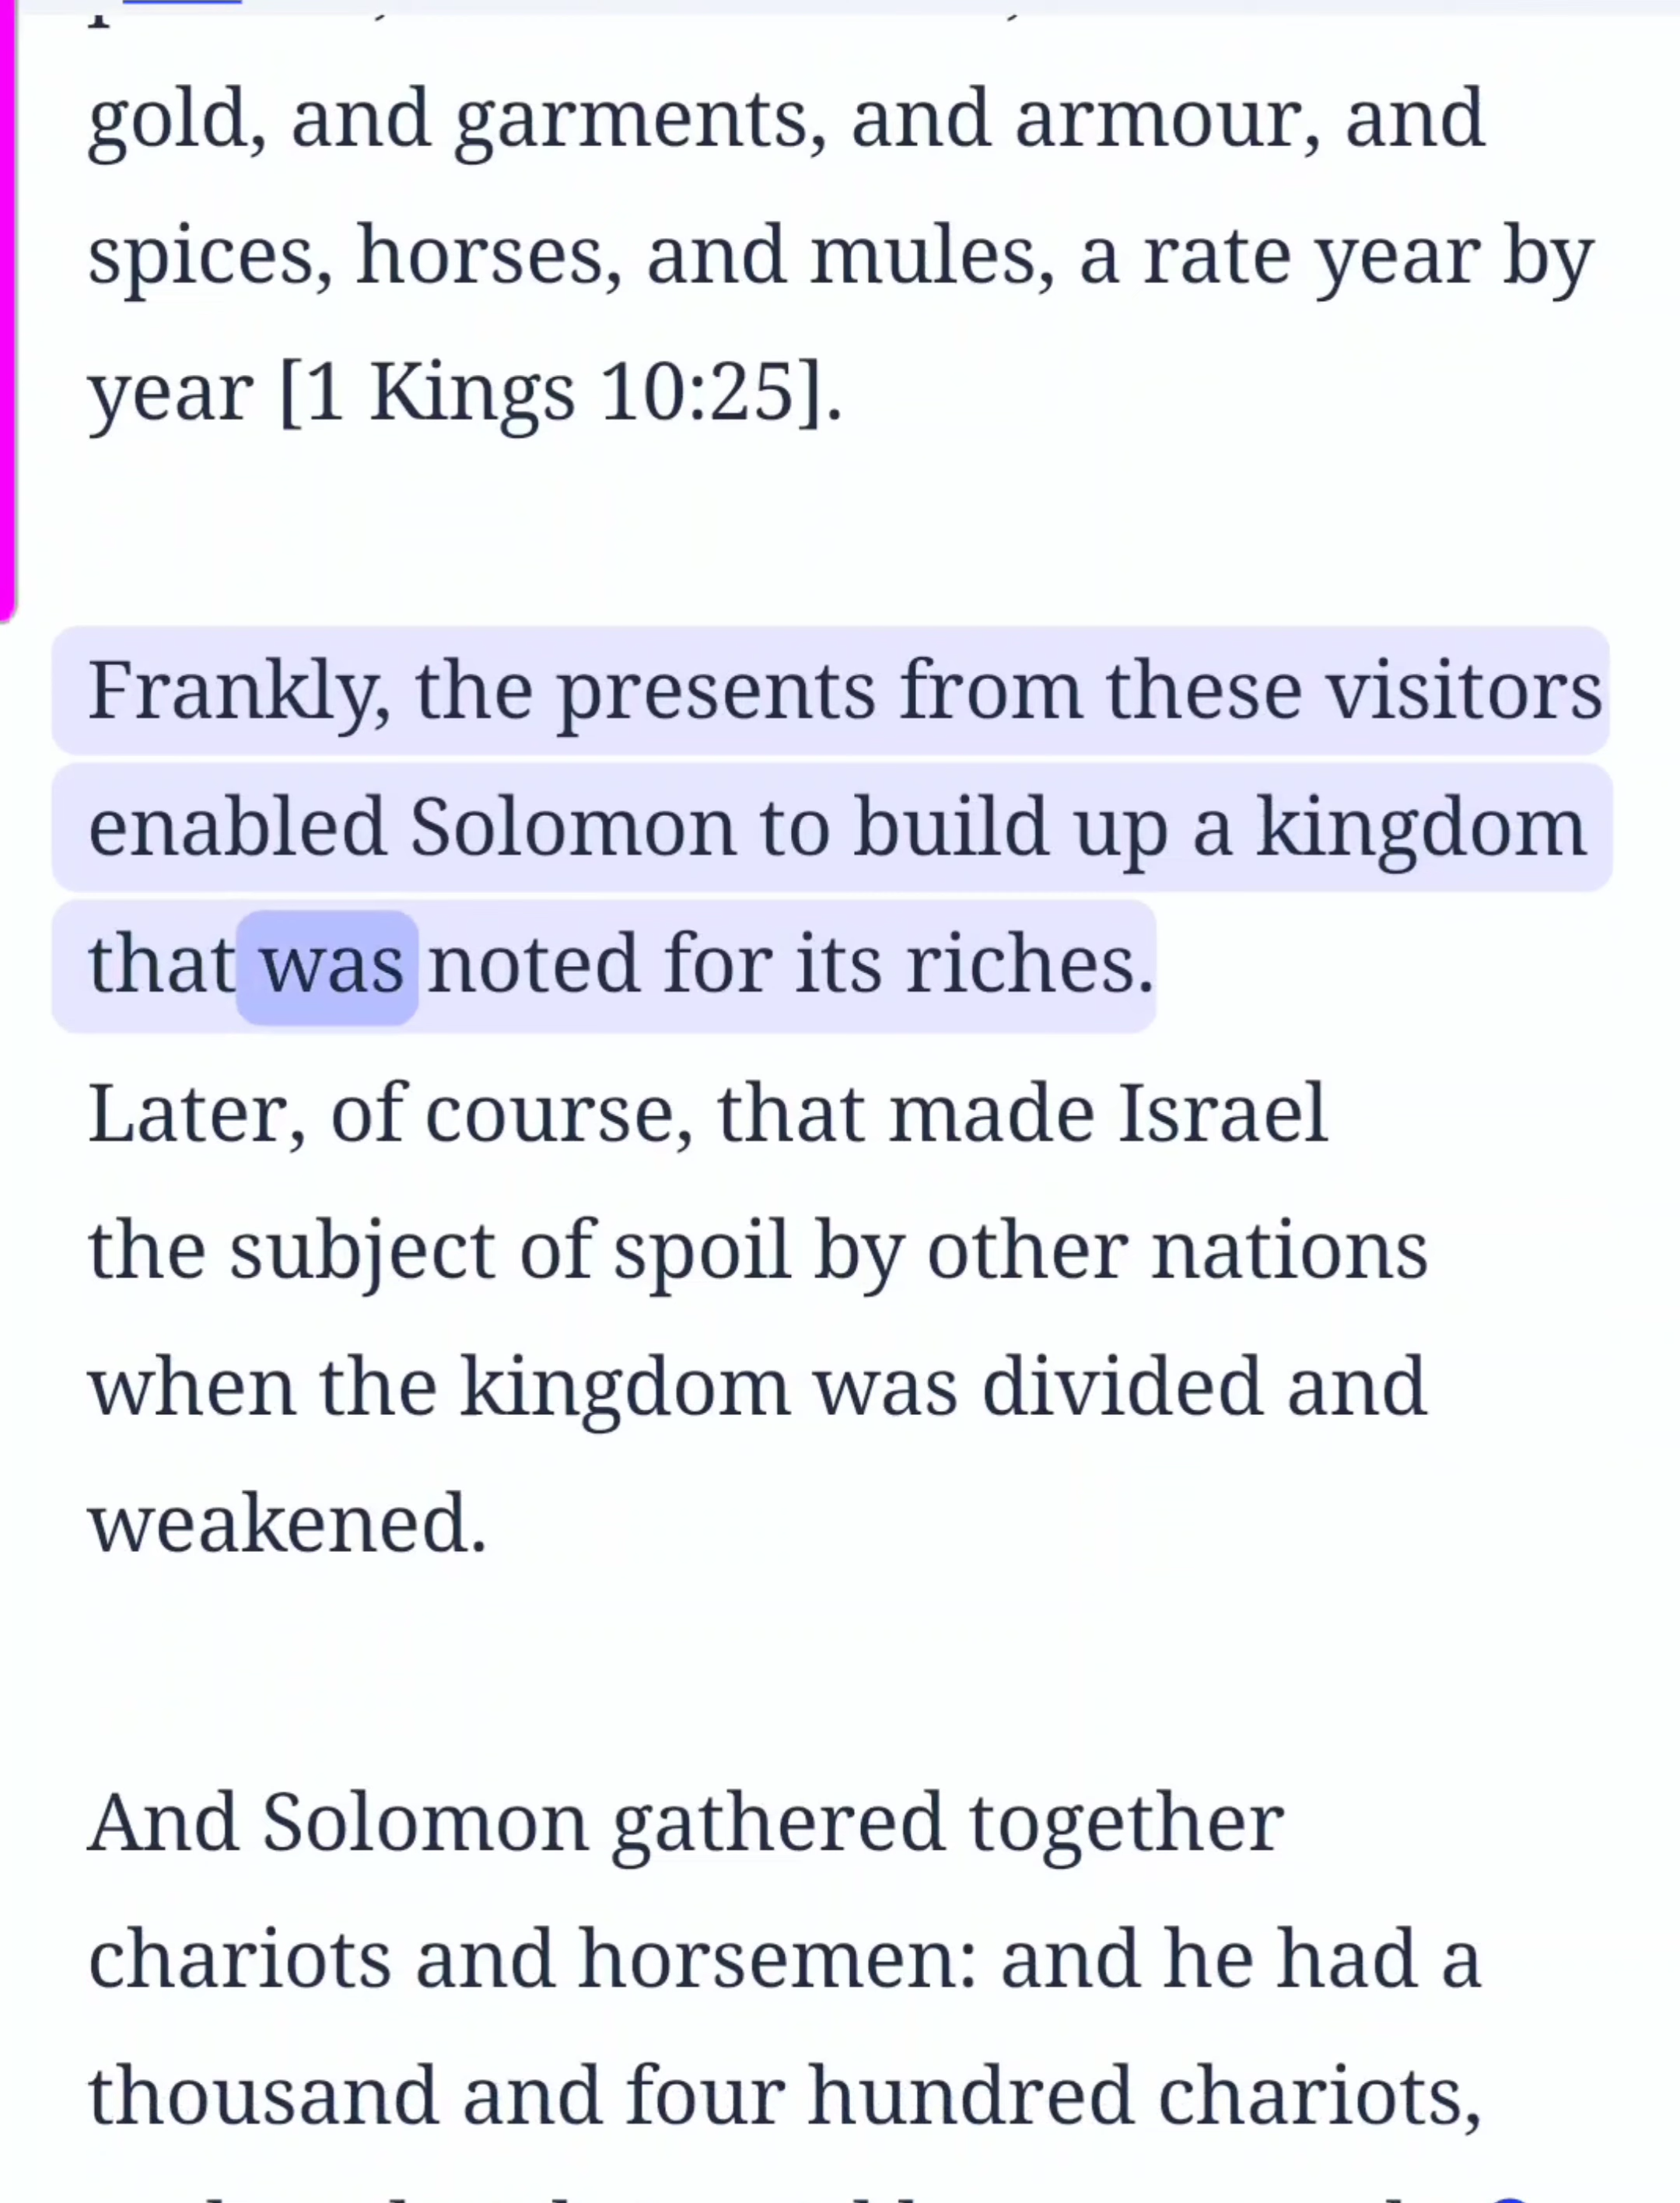 gold, and garments, and armour, and
spices, horses, and mules, a rate year by
year [1 Kings 10:25].
Frankly, the presents from these visitors
enabled Solomon to build up a kingdom
that was noted for its riches.
Later, of course, that made Israel
the subject of spoil by other nations
when the kingdom was divided and
weakened.
And Solomon gathered together
chariots and horsemen: and he had a
thousand and four hundred chariots,